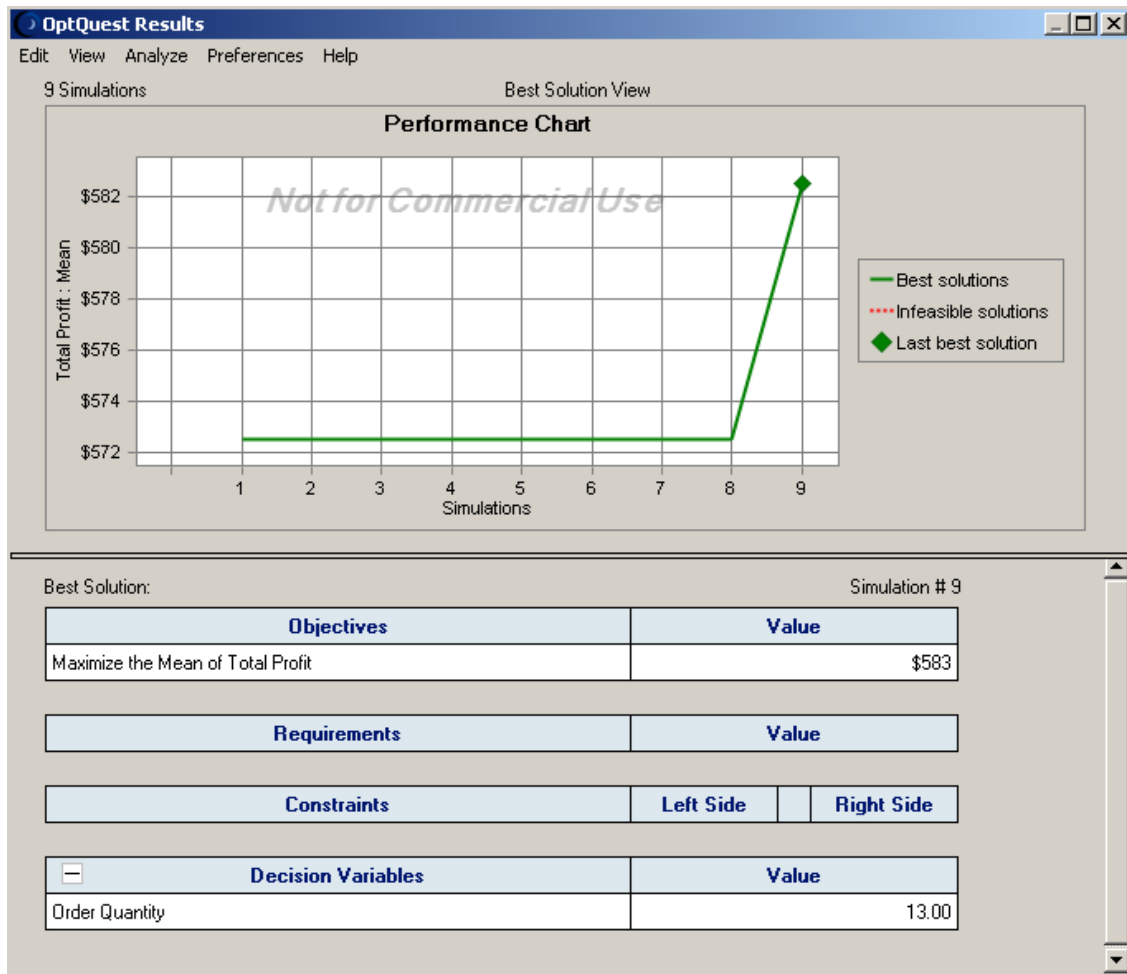 OptQuest Results
Edit View Analyze Preferences Help
9 Simulations Best Solution View
Performance Chart
Not for Commercial Use
$582
$580
$578
$576
$574
$572
Total Profit : Mean
1 2 3 4 5 6 7 8 9
Simulations
Best solutions
Infeasible solutions
Last best solution
Best Solution: Simulation # 9
Objectives Value
Maximize the Mean of Total Profit $583
Requirements Value
Constraints Left Side Right Side
Decision Variables Value
Order Quantity 13.00